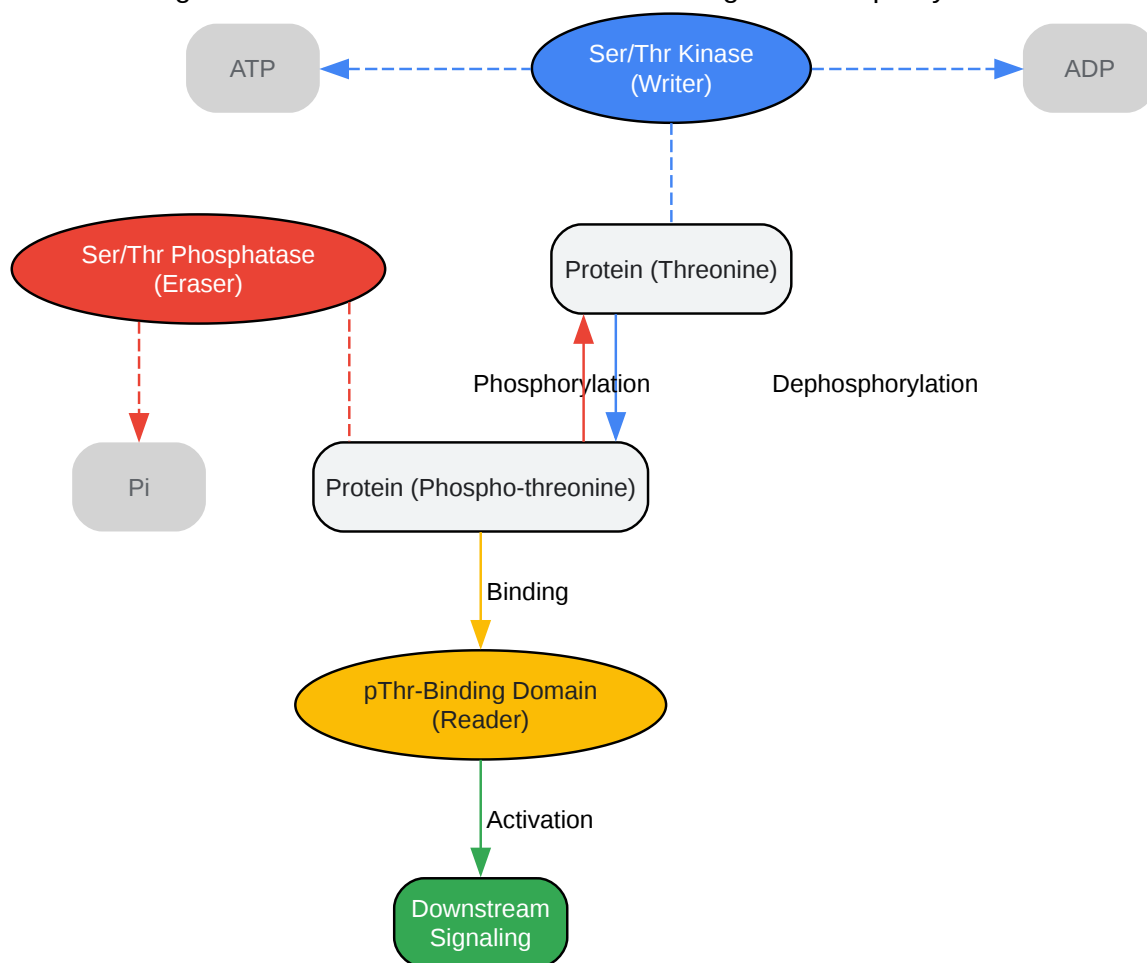 Ser/Thr Kinase
(Writer)
ATP
ADP
Ser/Thr Phosphatase
(Eraser)
Protein (Threonine)
Phosphorylation
Dephosphorylation
Pi
Protein (Phospho-threonine)
Binding
pThr-Binding Domain
(Reader)
Activation
Downstream
Signaling